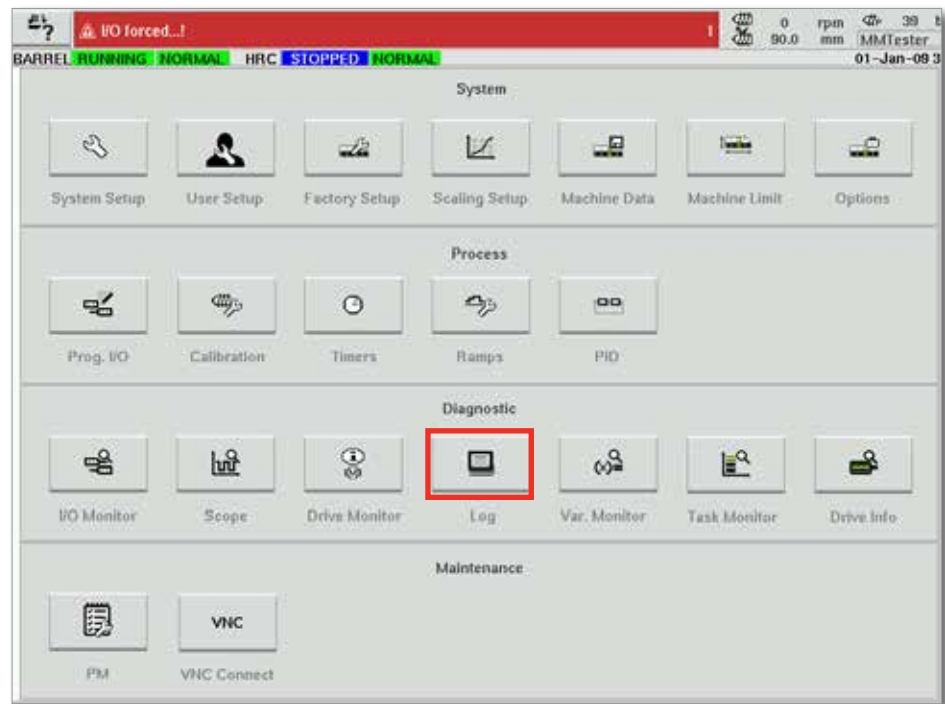 I/O forced...! 1 0 rpm 39
90.0 mm MMTester
BARREL RUNNING NORMAL HRC STOPPED NORMAL 01-Jan-09 3
System
System Setup User Setup Factory Setup Scaling Setup Machine Data Machine Limit Options
Process
Prog. I/O Calibration Timers Ramps PID
Diagnostic
I/O Monitor Scope Drive Monitor Log Var. Monitor Task Monitor Drive Info
Maintenance
VNC
PM VNC Connect